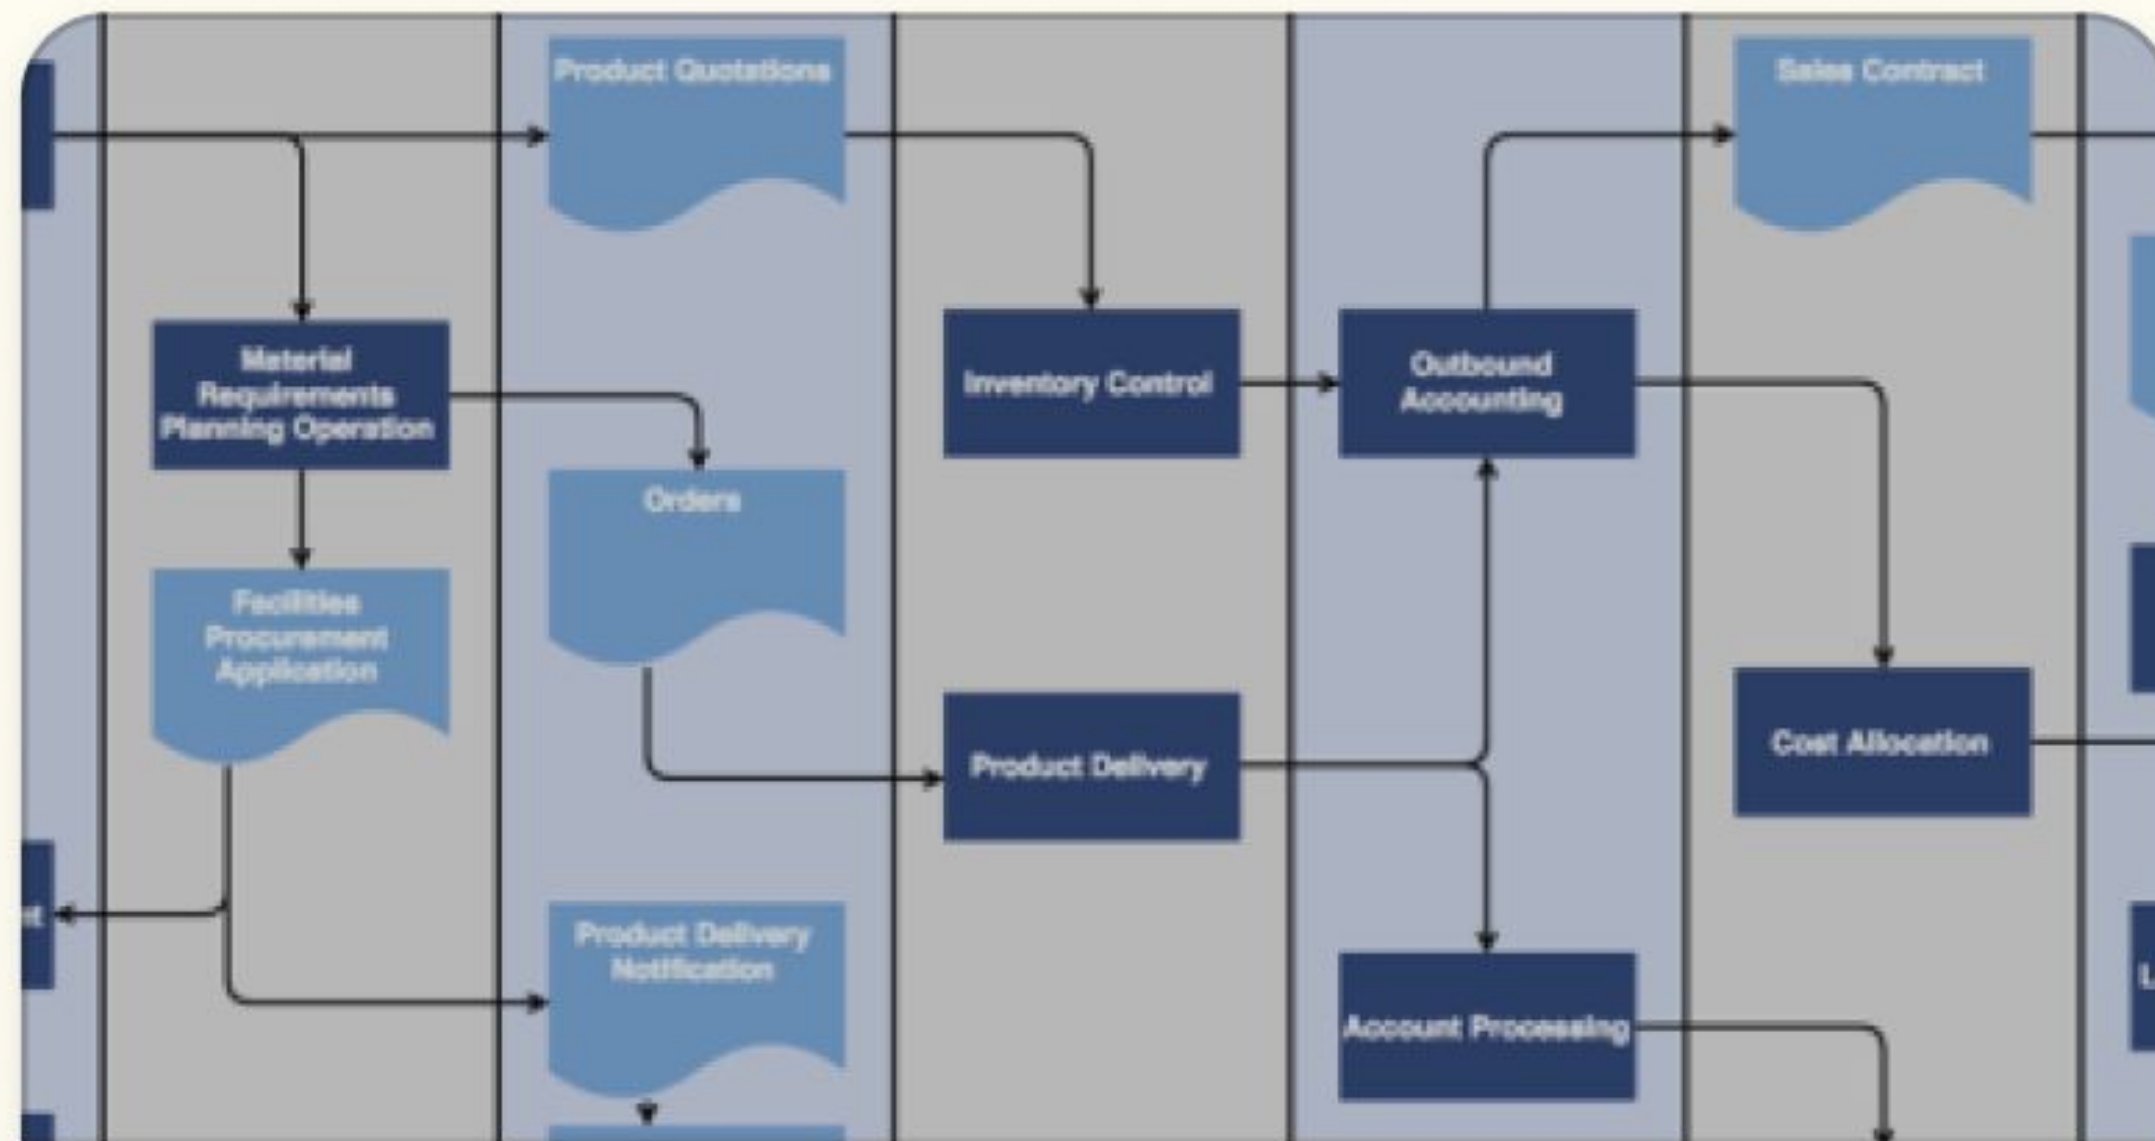 Product Quotations
Sales Contract
Material
Requirements
Planning Operation
Inventory Control
Outbound
Accounting
Orders
Facilities
Procurement
Application
Product Delivery
Cost Allocation
t
Product Delivery
Notification
L
Account Processing